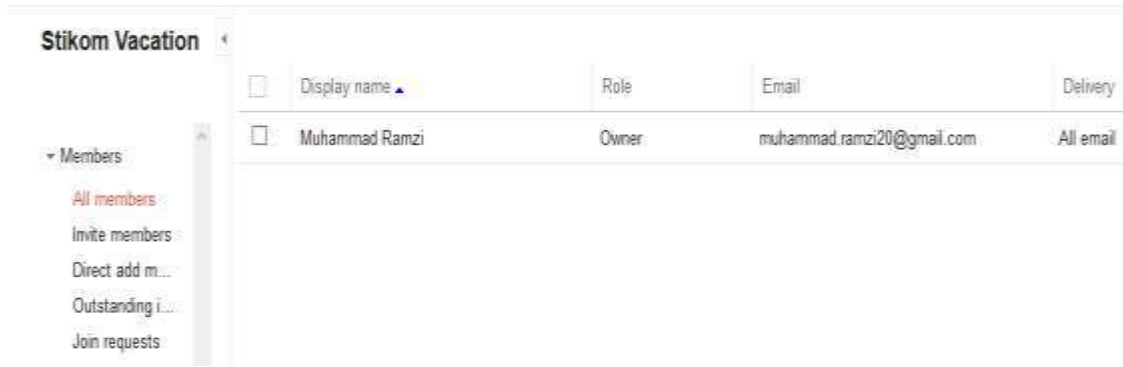 Stikom Vacation
Display name Role Email Delivery
Muhammad Ramzi Owner muhammad.ramzi20@gmail.com All email
Members
All members
Invite members
Direct add m...
Outstanding i...
Join requests